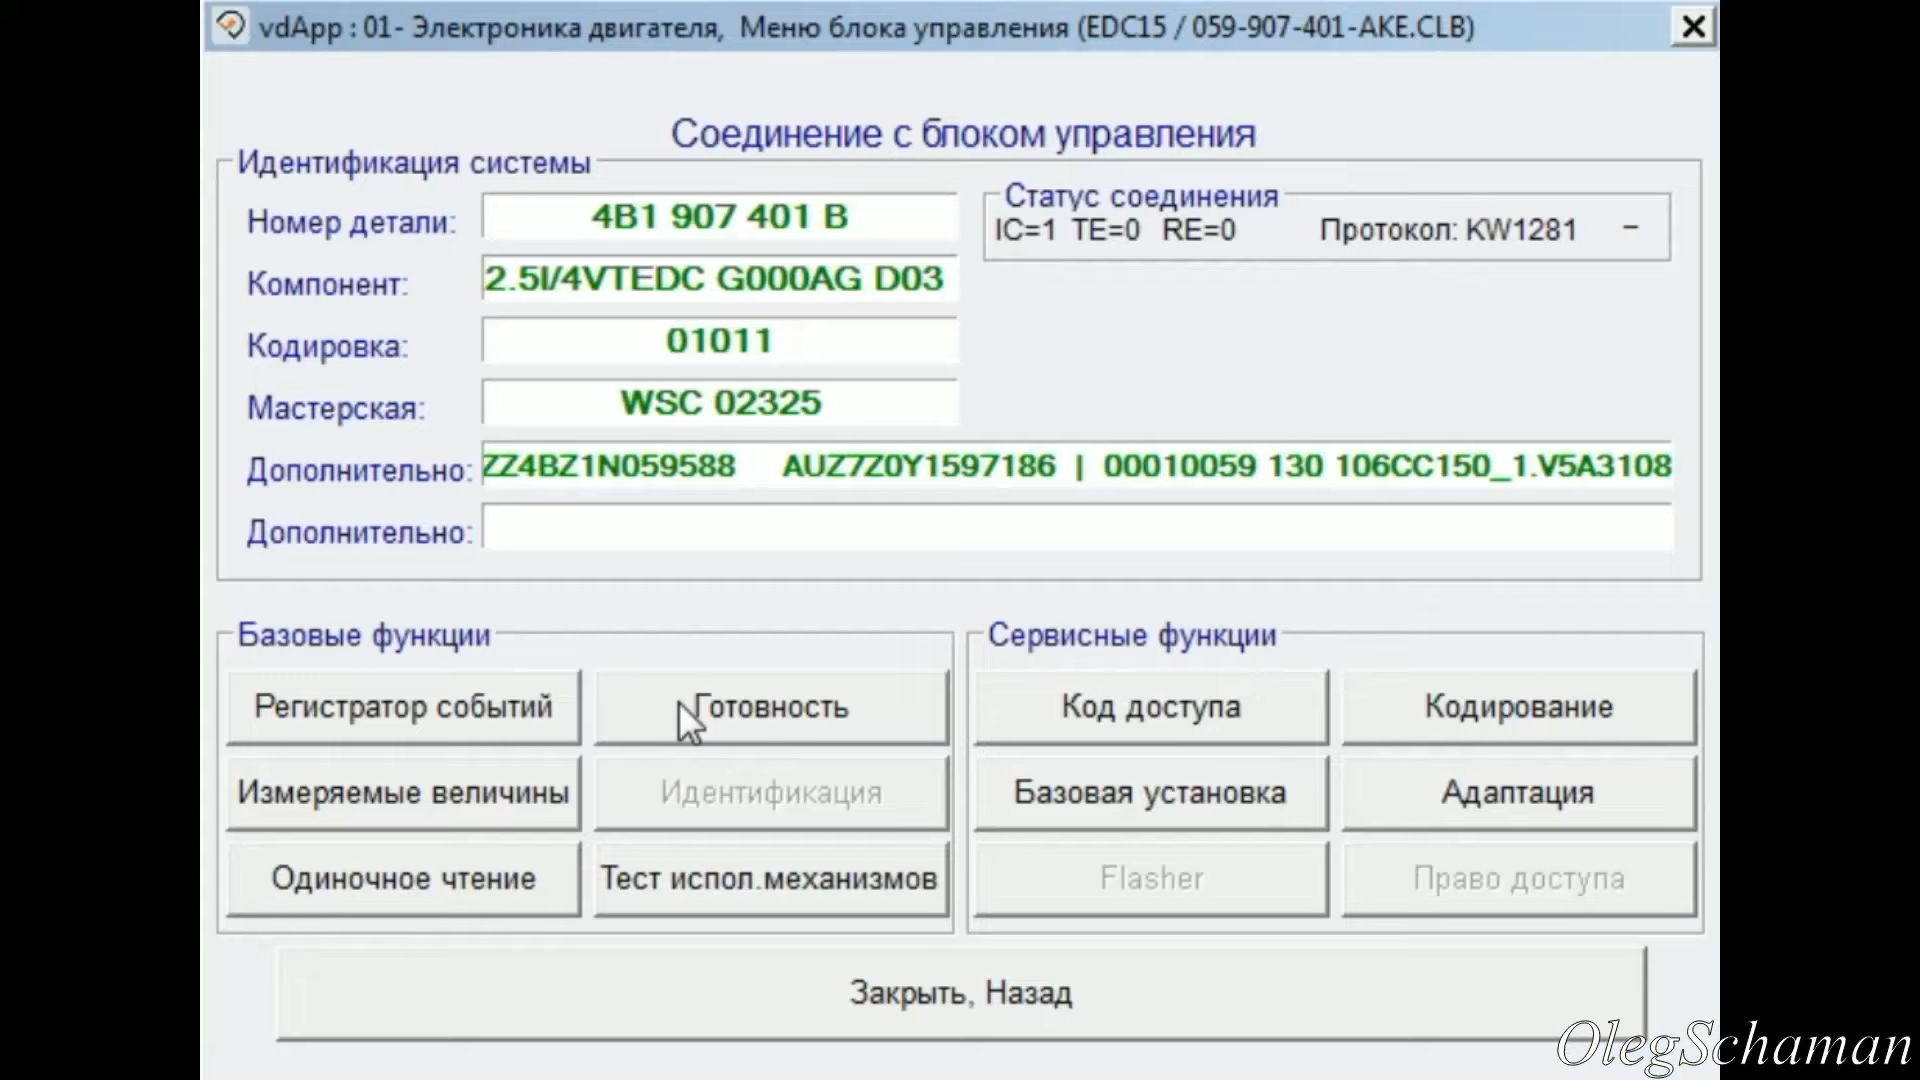 vdApp : 01- Электроника двигателя, Меню блока управления (EDC15 / 059-907-401-AKE.CLB)
Соединение с блоком управления
Идентификация системы
Номер детали: 4B1 907 401 B
Статус соединения
IC=1 TE=0 RE=0 Протокол: KW1281 –
Компонент: 2.5l/4VTEDC G000AG D03
Кодировка: 01011
Мастерская: WSC 02325
Дополнительно: ZZ4BZ1N059588 AUZ7Z0Y1597186 | 00010059 130 106CC150_1.V5A3108
Дополнительно:
Базовые функции
Сервисные функции
Регистратор событий Готовность Код доступа Кодирование
Измеряемые величины Идентификация Базовая установка Адаптация
Одиночное чтение Тест испол.механизмов Flasher Право доступа
Закрыть, Назад
OlegSchaman